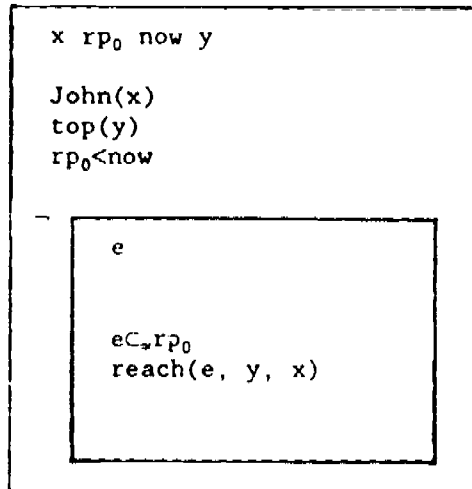 x rp₀ now y
John(x)
top(y)
rp₀<now
¬
e
e⊂ₓrp₀
reach(e, y, x)